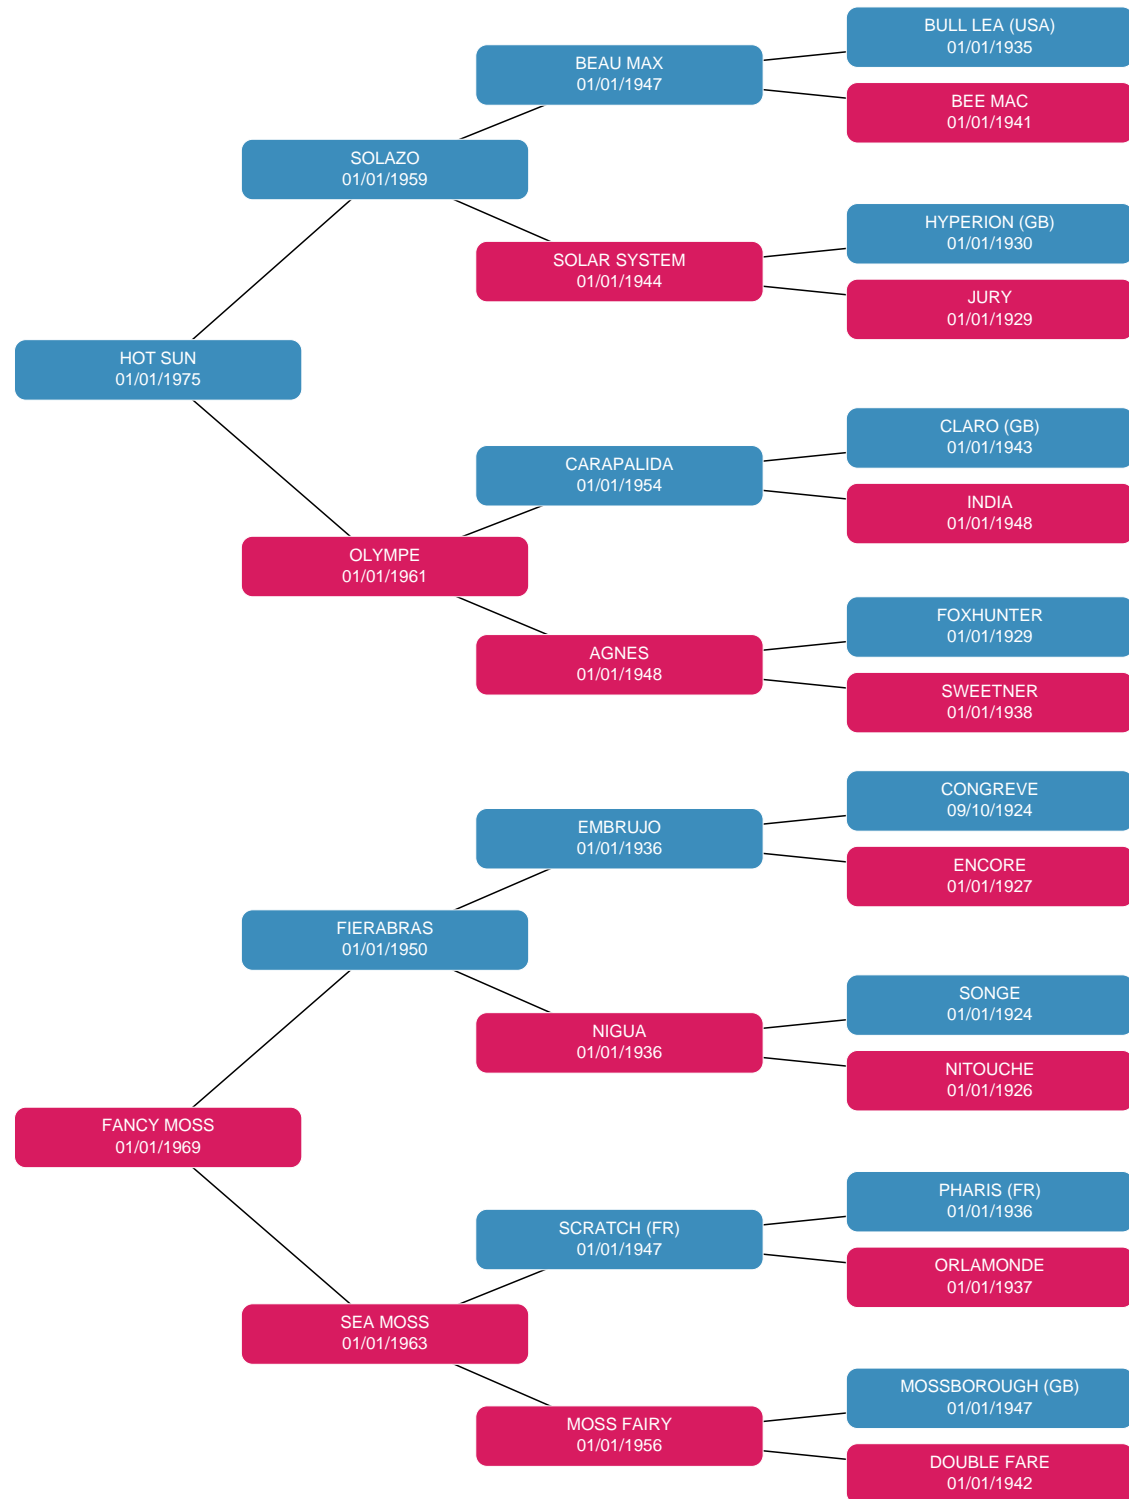 BULL LEA (USA)
01/01/1935
BEAU MAX
01/01/1947
BEE MAC
01/01/1941
SOLAZO
01/01/1959
HYPERION (GB)
01/01/1930
SOLAR SYSTEM
01/01/1944
JURY
01/01/1929
HOT SUN
01/01/1975
CLARO (GB)
01/01/1943
CARAPALIDA
01/01/1954
INDIA
01/01/1948
OLYMPE
01/01/1961
FOXHUNTER
01/01/1929
AGNES
01/01/1948
SWEETNER
01/01/1938
CONGREVE
09/10/1924
EMBRUJO
01/01/1936
ENCORE
01/01/1927
FIERABRAS
01/01/1950
SONGE
01/01/1924
NIGUA
01/01/1936
NITOUCHE
01/01/1926
FANCY MOSS
01/01/1969
PHARIS (FR)
01/01/1936
SCRATCH (FR)
01/01/1947
ORLAMONDE
01/01/1937
SEA MOSS
01/01/1963
MOSSBOROUGH (GB)
01/01/1947
MOSS FAIRY
01/01/1956
DOUBLE FARE
01/01/1942